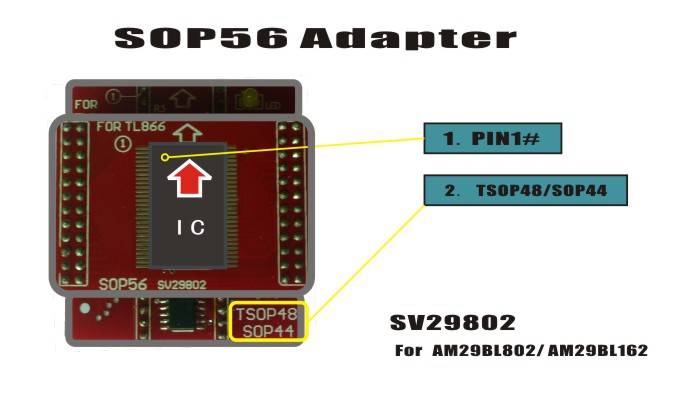 SOP56 Adapter
FOR
①
R3
LED
FOR TL866
①
1. PIN1#
2. TSOP48/SOP44
I C
SOP56 SV29802
TSOP48
SOP44
SV29802
For AM29BL802/AM29BL162